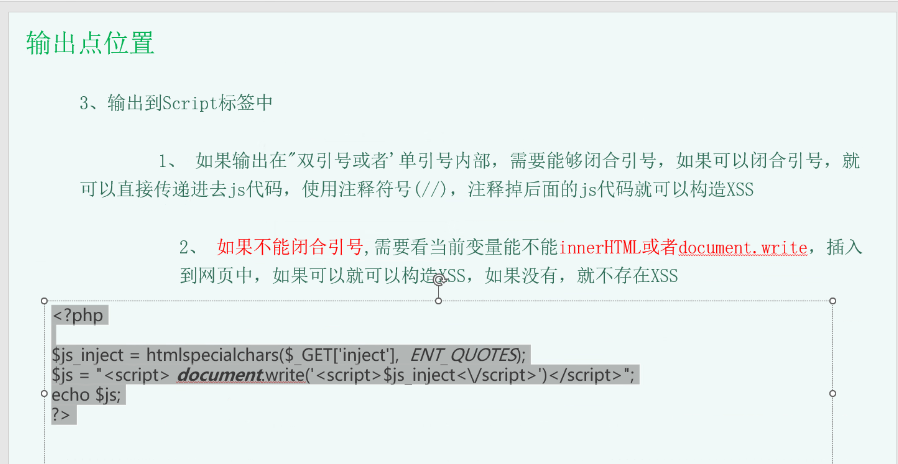 输出点位置
3、输出到Script标签中
1、 如果输出在"双引号或者'单引号内部，需要能够闭合引号，如果可以闭合引号，就
可以直接传递进去js代码，使用注释符号(//)，注释掉后面的js代码就可以构造XSS
2、 如果不能闭合引号,需要看当前变量能不能innerHTML或者document.write，插入
到网页中，如果可以就可以构造XSS，如果没有，就不存在XSS
<?php
$js_inject = htmlspecialchars($_GET['inject'], ENT_QUOTES);
$js = "<script> document.write('<script>$js_inject<\/script>')</script>";
echo $js;
?>